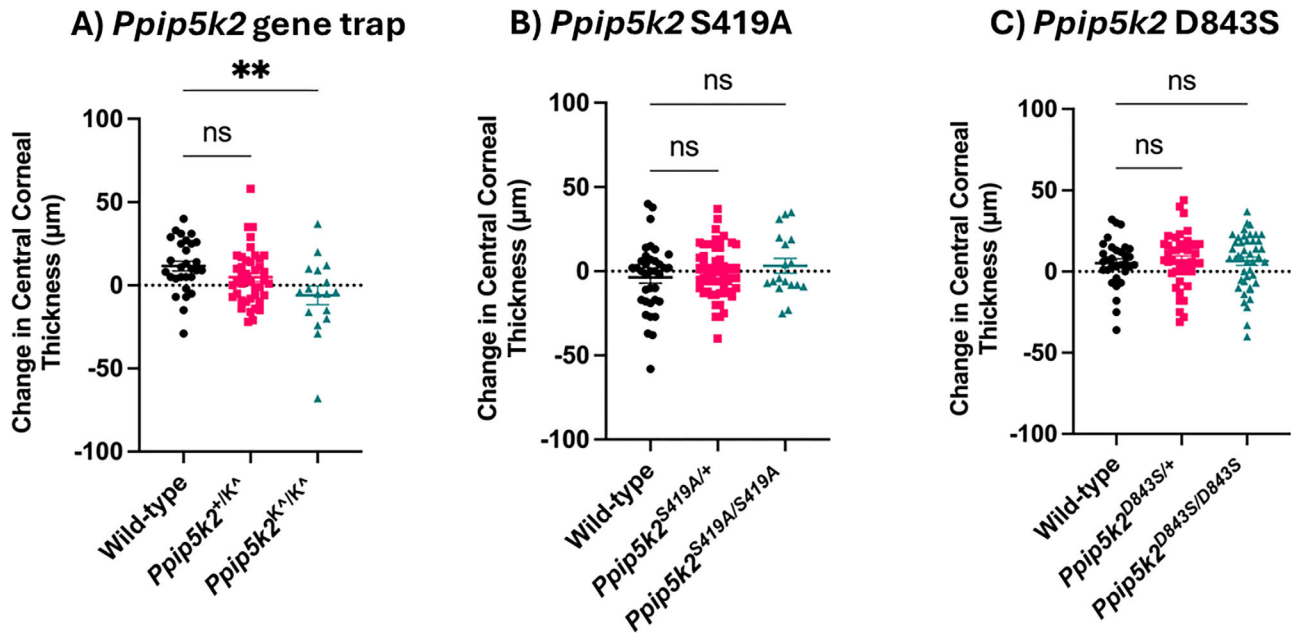 A) Ppip5k2 gene trap
**
ns
100
50
0
-50
-100
Change in Central Corneal
Thickness (µm)
Wild-type
Ppip5k2+/K^
Ppip5k2K^/K^
B) Ppip5k2 S419A
ns
ns
100
50
0
-50
-100
Change in Central Corneal
Thickness (µm)
Wild-type
Ppip5k2S419A/+
Ppip5k2S419A/S419A
C) Ppip5k2 D843S
ns
ns
100
50
0
-50
-100
Change in Central Corneal
Thickness (µm)
Wild-type
Ppip5k2D843S/+
Ppip5k2D843S/D843S